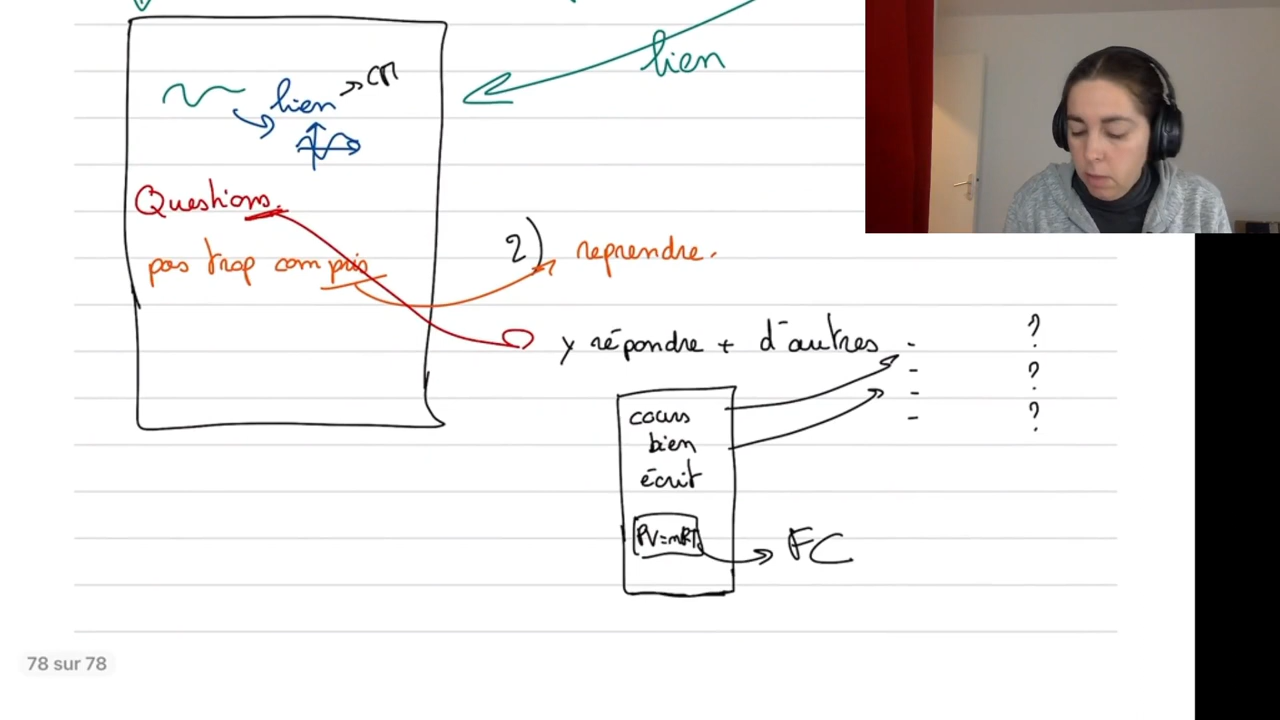 lien
lien → CM
Questions.
pas trop compris
2) reprendre.
y répondre + d'autres - ?
- ?
-
- ?
cours
bien
écrit
PV=nRT
→ FC
78 sur 78